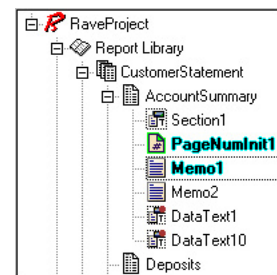 RaveProject
Report Library
CustomerStatement
AccountSummary
Section1
PageNumInit1
Memo1
Memo2
DataText1
DataText10
Deposits